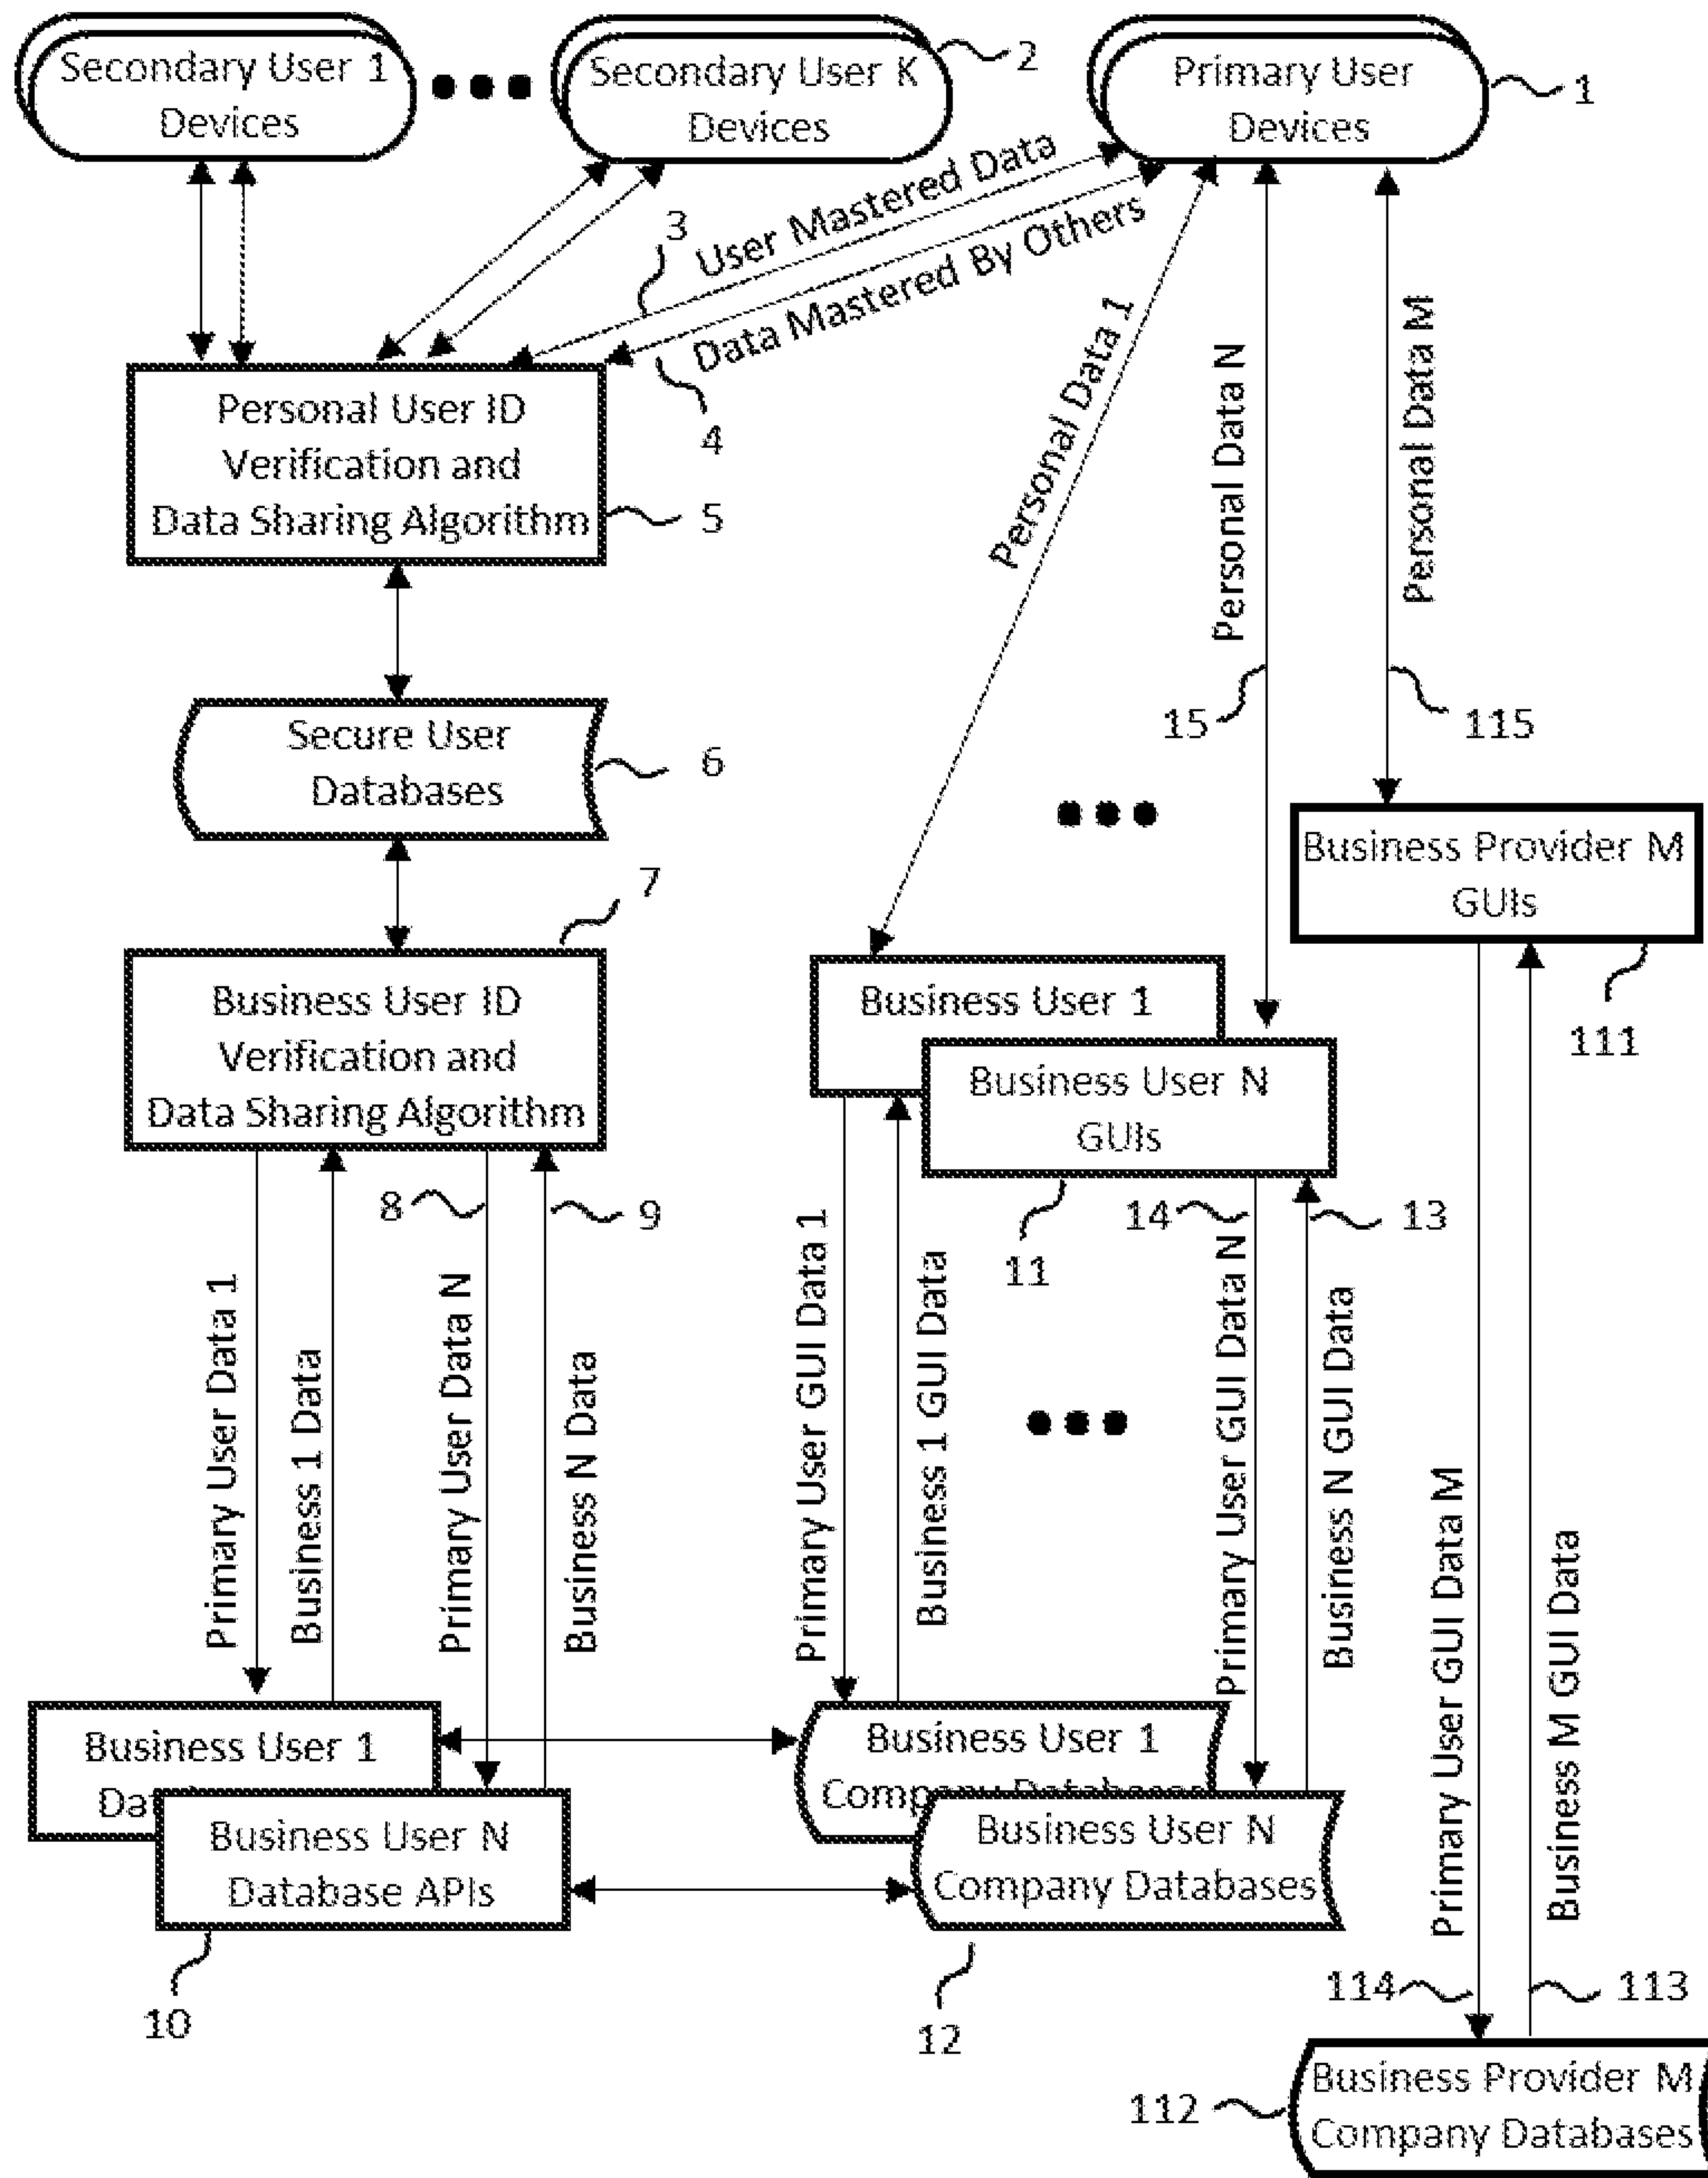 Secondary User 1
Devices
Secondary User K
Devices
2
Primary User
Devices
1
3
User Mastered Data
Data Mastered By Others
4
Personal Data 1
Personal Data N
Personal Data M
Personal User ID
Verification and
Data Sharing Algorithm
5
15
115
Secure User
Databases
6
Business Provider M
GUIs
111
7
Business User ID
Verification and
Data Sharing Algorithm
Business User 1
Business User N
GUIs
11
8
9
14
13
Primary User Data 1
Business 1 Data
Primary User Data N
Business N Data
Primary User GUI Data 1
Business 1 GUI Data
Primary User GUI Data N
Business N GUI Data
Primary User GUI Data M
Business M GUI Data
Business User 1
Business User N
Database APIs
10
Business User 1
Company Databases
Business User N
Company Databases
12
114
113
Business Provider M
Company Databases
112